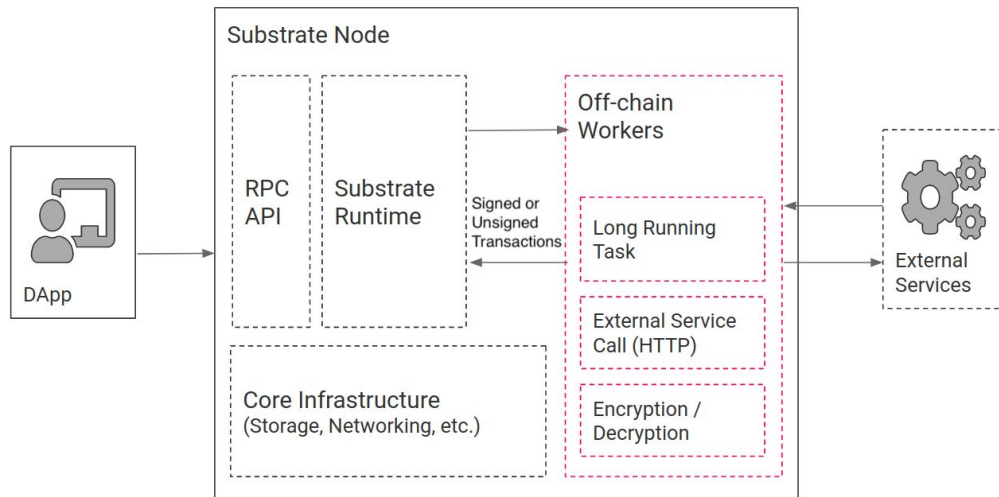 Substrate Node
DApp
RPC
API
Substrate
Runtime
Signed or
Unsigned
Transactions
Core Infrastructure
(Storage, Networking, etc.)
Off-chain
Workers
Long Running
Task
External Service
Call (HTTP)
Encryption /
Decryption
External
Services